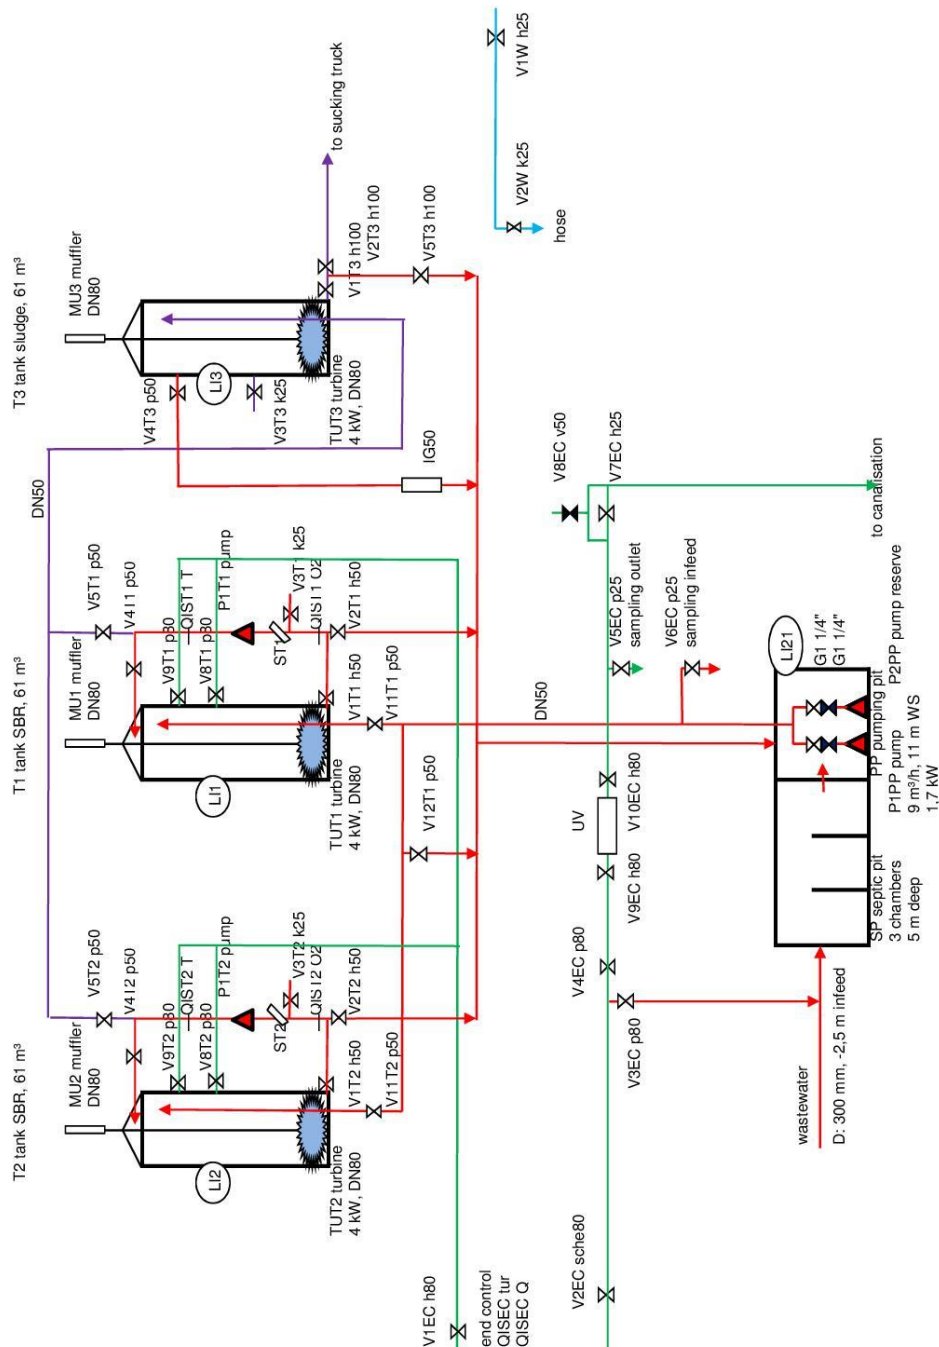 T2 tank SBR, 61 m³
MU2 muffler
DN80
V5T2 p50
V4T2 p50
V9T2 p80
QIST2 T
V8T2 p80
P1T2 pump
ST2
V3T2 k25
QIST2 O2
V2T2 h50
V1T2 h50
V11T2 p50
LI2
TUT2 turbine
4 kW, DN80
T1 tank SBR, 61 m³
MU1 muffler
DN80
V5T1 p50
V4T1 p50
V9T1 p80
QIST1 T
V8T1 p80
P1T1 pump
ST1
V3T1 k25
QIST1 O2
V2T1 h50
V1T1 h50
V11T1 p50
V12T1 p50
LI1
TUT1 turbine
4 kW, DN80
DN50
T3 tank sludge, 61 m³
MU3 muffler
DN80
V4T3 p50
LI3
V3T3 k25
TUT3 turbine
4 kW, DN80
IG50
V1T3 h100
V2T3 h100
V5T3 h100
to sucking truck
V1W h25
V2W k25
hose
V1EC h80
end control
QISEC tur
QISEC Q
V2EC sche80
V3EC p80
V4EC p80
V9EC h80
UV
V10EC h80
DN50
V5EC p25
sampling outlet
V6EC p25
sampling infeed
V8EC v50
V7EC h25
to canalisation
wastewater
D: 300 mm, -2,5 m infeed
SP septic pit
3 chambers
5 m deep
PP pumping pit
P1PP pump
9 m³/h, 11 m WS
1,7 kW
LI21
G1 1/4"
G1 1/4"
P2PP pump reserve